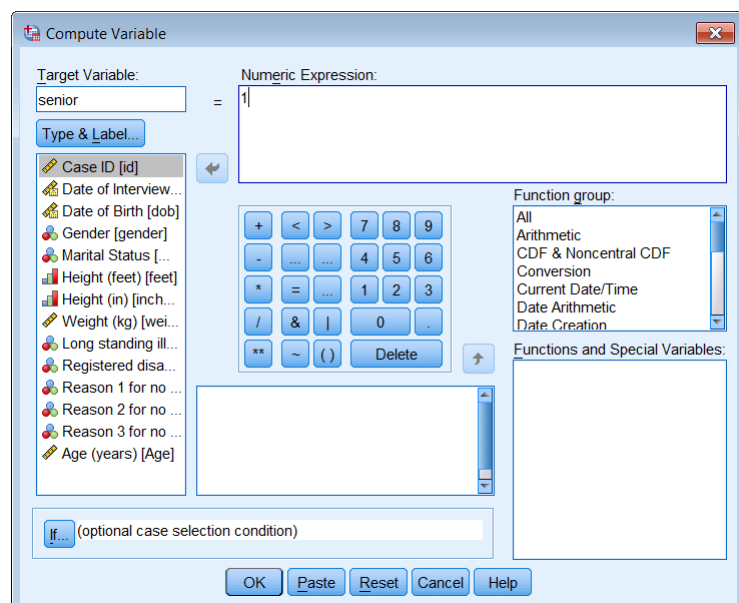 Compute Variable
Target Variable:
Numeric Expression:
senior
=
1
Type & Label...
Case ID [id]
Date of Interview...
Date of Birth [dob]
Gender [gender]
Marital Status [...
Height (feet) [feet]
Height (in) [inch...
Weight (kg) [wei...
Long standing ill...
Registered disa...
Reason 1 for no ...
Reason 2 for no ...
Reason 3 for no ...
Age (years) [Age]
+ < > 7 8 9
- ... ... 4 5 6
* = ... 1 2 3
/ & | 0 .
** ~ ( ) Delete
Function group:
All
Arithmetic
CDF & Noncentral CDF
Conversion
Current Date/Time
Date Arithmetic
Date Creation
Functions and Special Variables:
If... (optional case selection condition)
OK Paste Reset Cancel Help